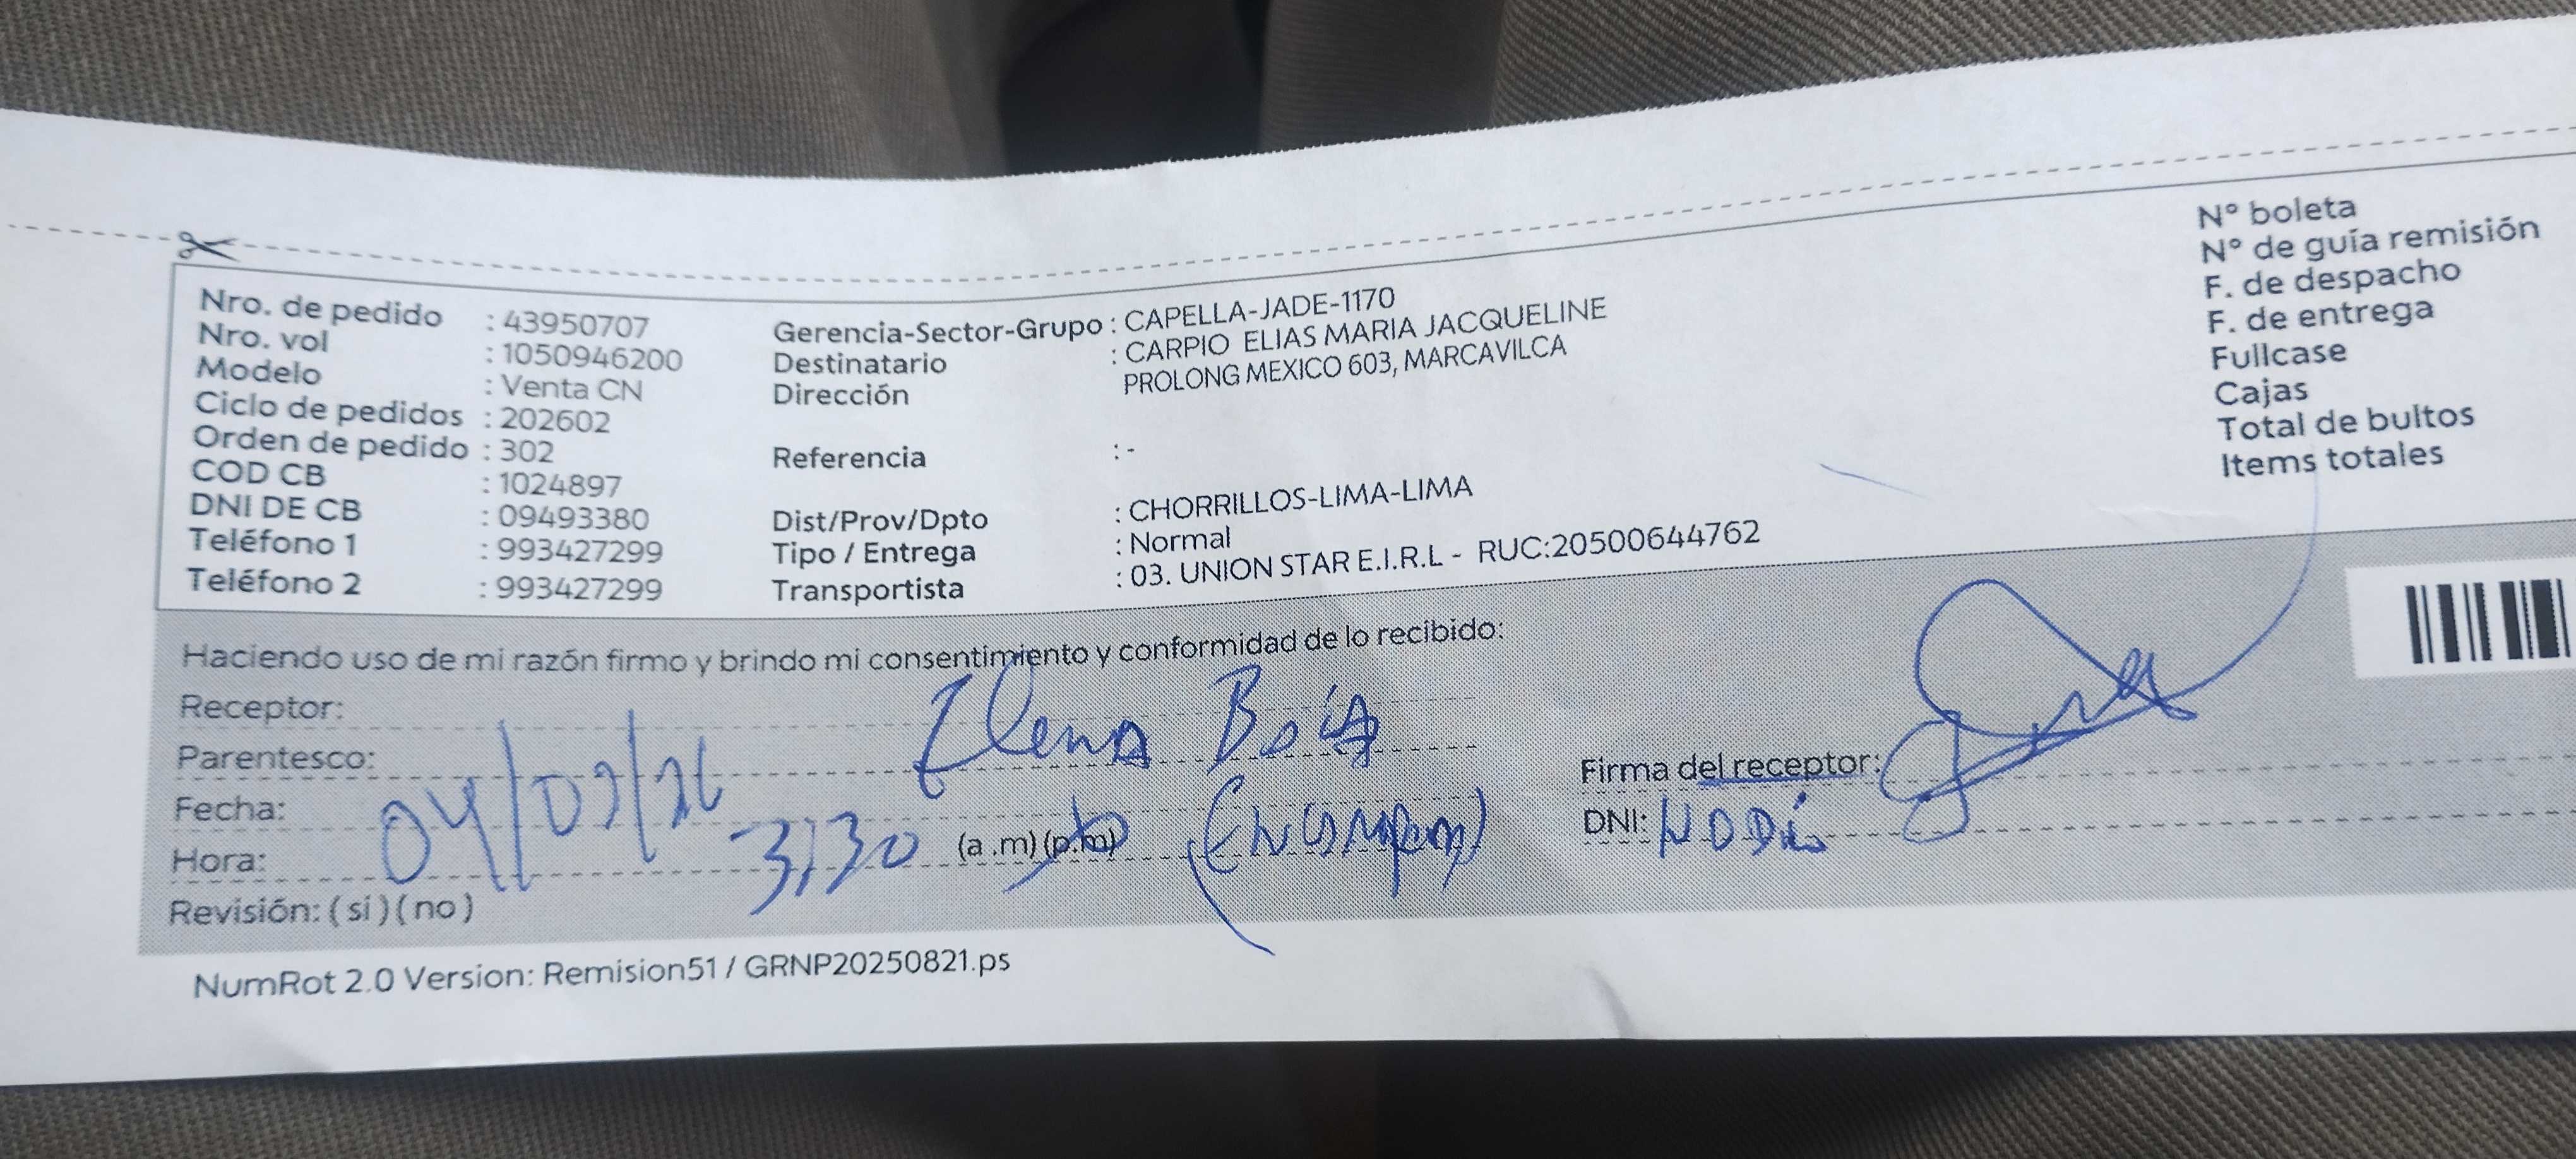 Nro. de pedido : 43950707
Nro. vol : 1050946200
Modelo : Venta CN
Ciclo de pedidos : 202602
Orden de pedido : 302
COD CB : 1024897
DNI DE CB : 09493380
Teléfono 1 : 993427299
Teléfono 2 : 993427299
Gerencia-Sector-Grupo : CAPELLA-JADE-1170
Destinatario : CARPIO ELIAS MARIA JACQUELINE
Dirección PROLONG MEXICO 603, MARCAVILCA
Referencia : -
Dist/Prov/Dpto : CHORRILLOS-LIMA-LIMA
Tipo / Entrega : Normal
Transportista : 03. UNION STAR E.I.R.L - RUC:20500644762
N° boleta
N° de guía remisión
F. de despacho
F. de entrega
Fullcase
Cajas
Total de bultos
Items totales
Haciendo uso de mi razón firmo y brindo mi consentimiento y conformidad de lo recibido:
Receptor: Elena
Parentesco:
Fecha: 04/02/26
Hora: 3:30 (a.m) (p.m)
Revisión: (si) (no)
Firma del receptor:
DNI:
NumRot 2.0 Version: Remision51 / GRNP20250821.ps